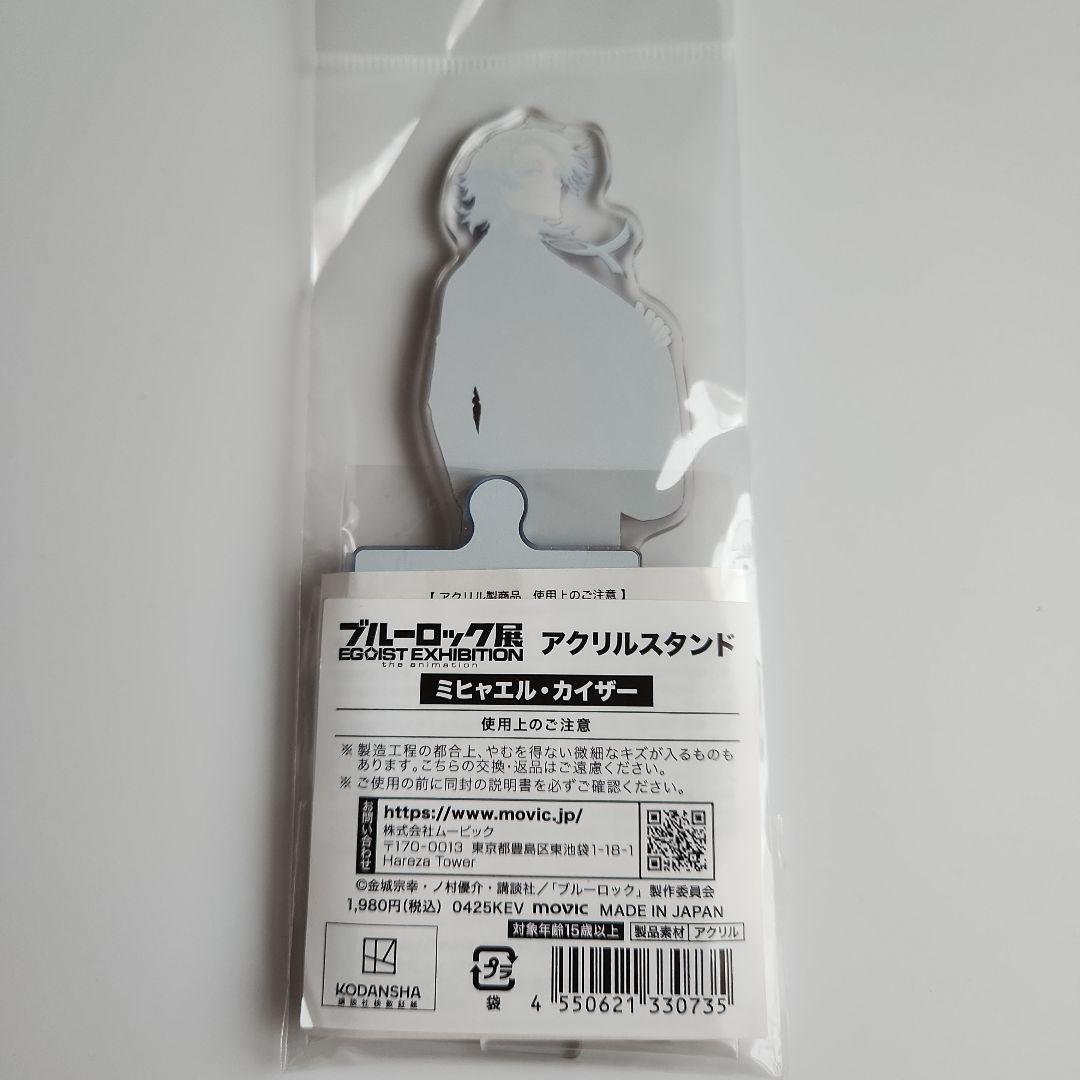 【アクリル製商品 使用上のご注意】
ブルーロック展
EGOIST EXHIBITION
the animation
アクリルスタンド
ミヒャエル・カイザー
使用上のご注意
※製造工程の都合上、やむを得ない微細なキズが入るものも
あります。こちらの交換・返品はご遠慮ください。
※ご使用の前に同封の説明書を必ずご確認ください。
お問い合わせ
https://www.movic.jp/
株式会社ムービック
〒170-0013 東京都豊島区東池袋1-18-1
Hareza Tower
©金城宗幸・ノ村優介・講談社/「ブルーロック」製作委員会
1,980円(税込) 0425KEV movic MADE IN JAPAN
対象年齢15歳以上 製品素材 アクリル
KODANSHA
講談社検数証紙
プラ
袋
4 550621 330735